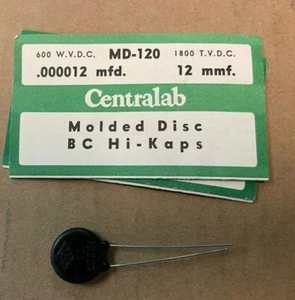 600 W.V.D.C. MD-120 1800 T.V.D.C.
.000012 mfd. 12 mmf.
Centralab
Molded Disc
BC Hi-Kaps